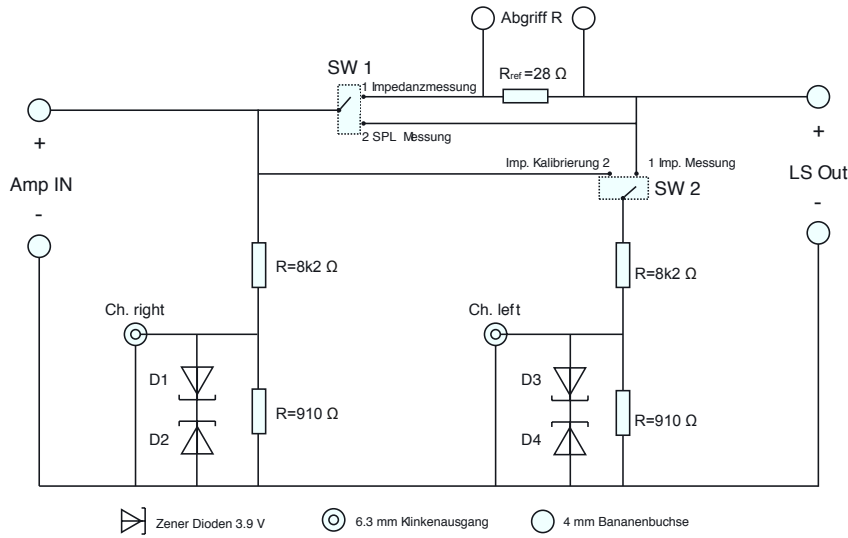 Abgriff R
SW 1
Rref =28 Ω
1 Impedanzmessung
2 SPL Messung
+
+
Imp. Kalibrierung 2
1 Imp. Messung
Amp IN
LS Out
SW 2
-
-
R=8k2 Ω
R=8k2 Ω
Ch. right
Ch. left
D1
D3
R=910 Ω
R=910 Ω
D2
D4
Zener Dioden 3.9 V
6.3 mm Klinkenausgang
4 mm Bananenbuchse